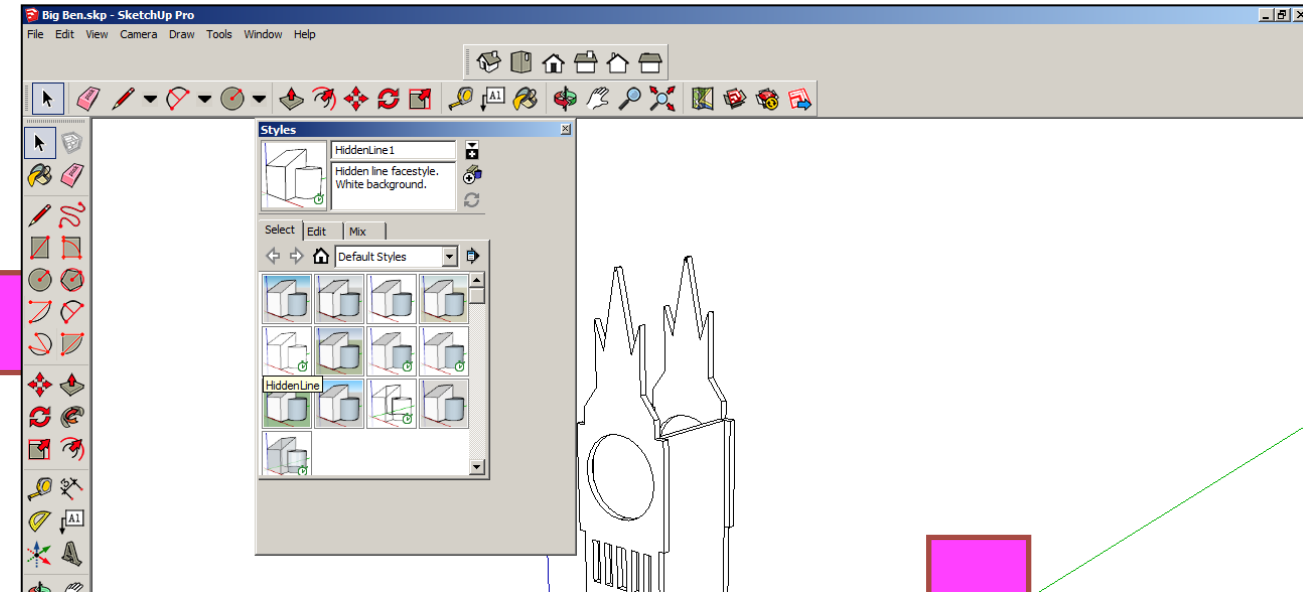 Big Ben.skp - SketchUp Pro
File Edit View Camera Draw Tools Window Help
A1
Styles
HiddenLine1
Hidden line facestyle.
White background.
Select Edit Mix
Default Styles
HiddenLine
A1